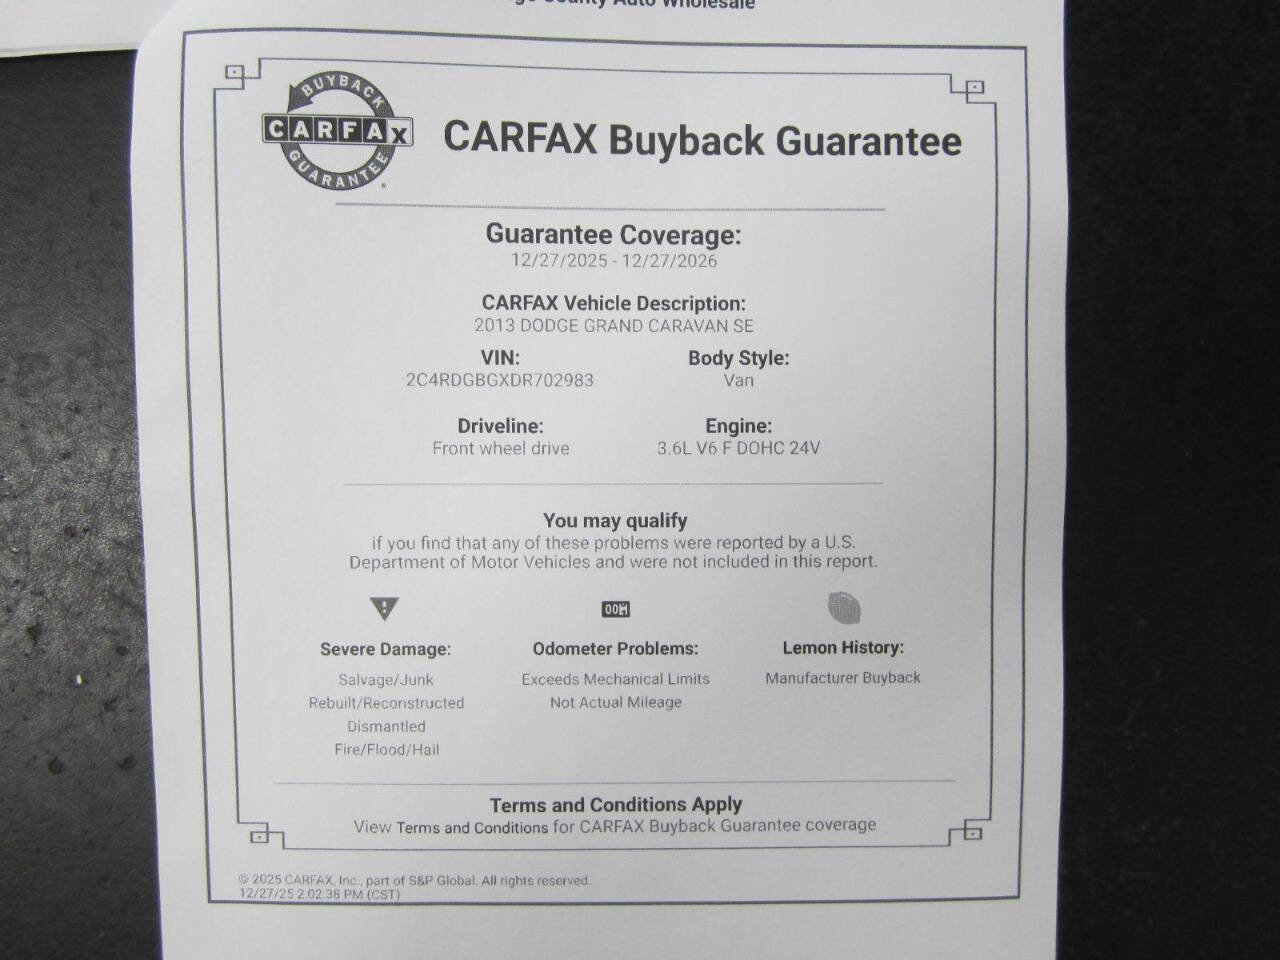 County Auto Wholesale
BUYBACK
CARFAX
GUARANTEE
CARFAX Buyback Guarantee
Guarantee Coverage:
12/27/2025 - 12/27/2026
CARFAX Vehicle Description:
2013 DODGE GRAND CARAVAN SE
VIN: Body Style:
2C4RDGBGXDR702983 Van
Driveline: Engine:
Front wheel drive 3.6L V6 F DOHC 24V
You may qualify
if you find that any of these problems were reported by a U.S.
Department of Motor Vehicles and were not included in this report.
Severe Damage: Odometer Problems: Lemon History:
Salvage/Junk Exceeds Mechanical Limits Manufacturer Buyback
Rebuilt/Reconstructed Not Actual Mileage
Dismantled
Fire/Flood/Hail
Terms and Conditions Apply
View Terms and Conditions for CARFAX Buyback Guarantee coverage
© 2025 CARFAX, Inc., part of S&P Global. All rights reserved.
12/27/25 2:02:36 PM (CST)